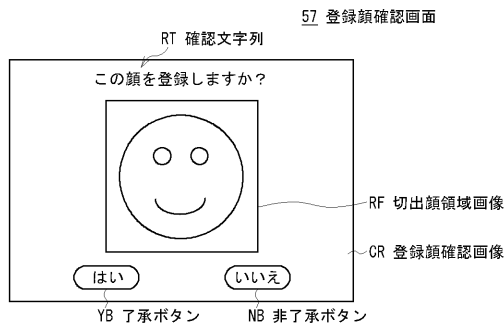 57 登録顔確認画面
RT 確認文字列
この顔を登録しますか？
RF 切出顔領域画像
CR 登録顔確認画像
はい
いいえ
YB 了承ボタン
NB 非了承ボタン